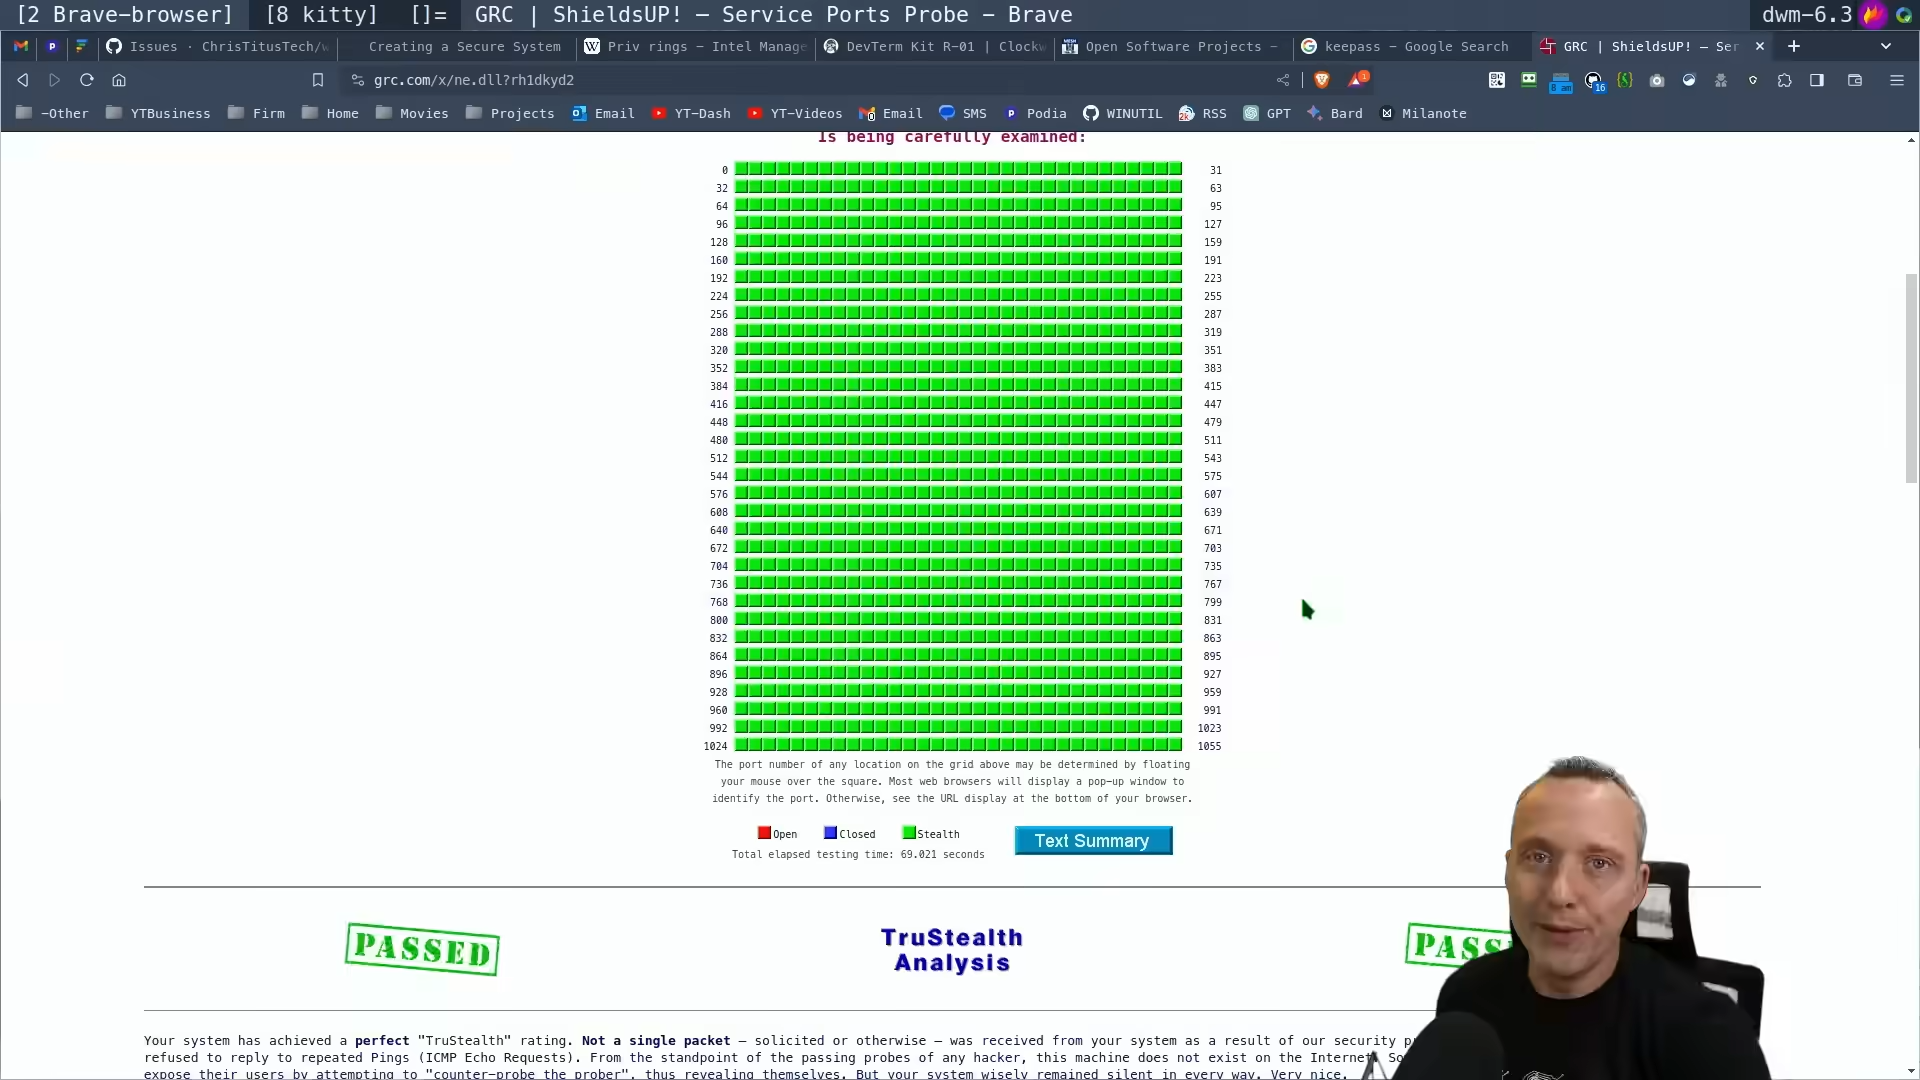 [2 Brave-browser] [8 kitty] []= GRC | ShieldsUP! — Service Ports Probe – Brave dwm-6.3
Issues · ChrisTitusTech/w Creating a Secure System Priv rings – Intel Manage DevTerm Kit R-01 | Clockw Open Software Projects – keepass – Google Search GRC | ShieldsUP! — Ser
grc.com/x/ne.dll?rh1dkyd2 1 8 am 16
-Other YTBusiness Firm Home Movies Projects Email YT-Dash YT-Videos Email SMS Podia WINUTIL RSS GPT Bard Milanote
Is being carefully examined:
0 31
32 63
64 95
96 127
128 159
160 191
192 223
224 255
256 287
288 319
320 351
352 383
384 415
416 447
448 479
480 511
512 543
544 575
576 607
608 639
640 671
672 703
704 735
736 767
768 799
800 831
832 863
864 895
896 927
928 959
960 991
992 1023
1024 1055
The port number of any location on the grid above may be determined by floating
your mouse over the square. Most web browsers will display a pop-up window to
identify the port. Otherwise, see the URL display at the bottom of your browser.
Open Closed Stealth Text Summary
Total elapsed testing time: 69.021 seconds
PASSED TruStealth PASS
Analysis
Your system has achieved a perfect "TruStealth" rating. Not a single packet — solicited or otherwise — was received from your system as a result of our security
refused to reply to repeated Pings (ICMP Echo Requests). From the standpoint of the passing probes of any hacker, this machine does not exist on the Internet. So
expose their users by attempting to "counter-probe the prober", thus revealing themselves. But your system wisely remained silent in every way. Very nice.